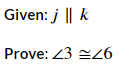 Given: j ∥ k
Prove: ∠3 ≅∠6